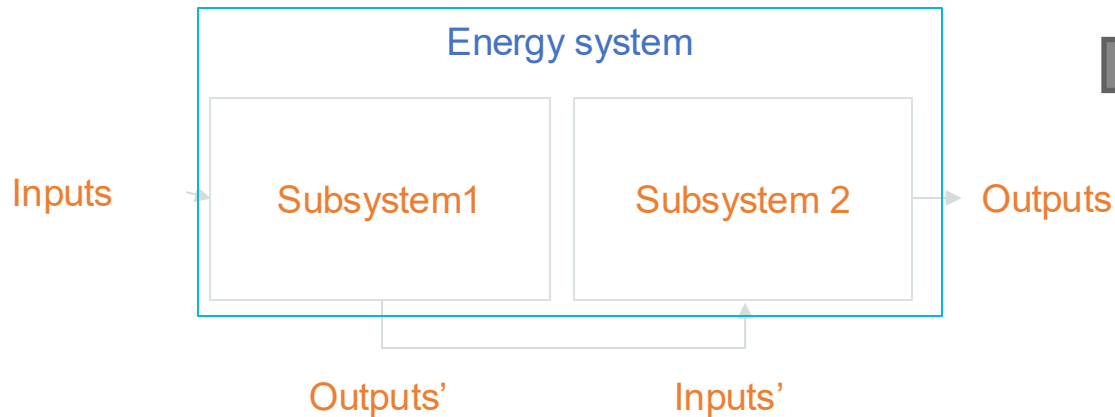 Energy system
Inputs
Subsystem1
Subsystem 2
Outputs
Outputs’
Inputs’